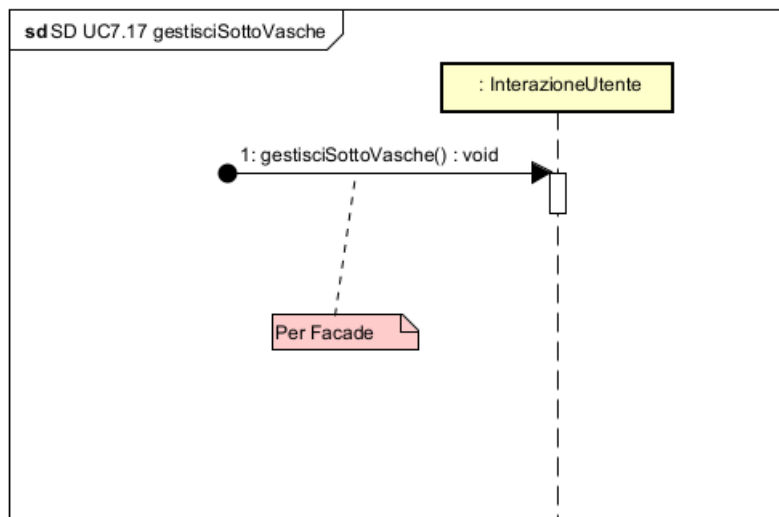 sd SD UC7.17 gestisciSottoVasche
: InterazioneUtente
1: gestisciSottoVasche() : void
Per Facade